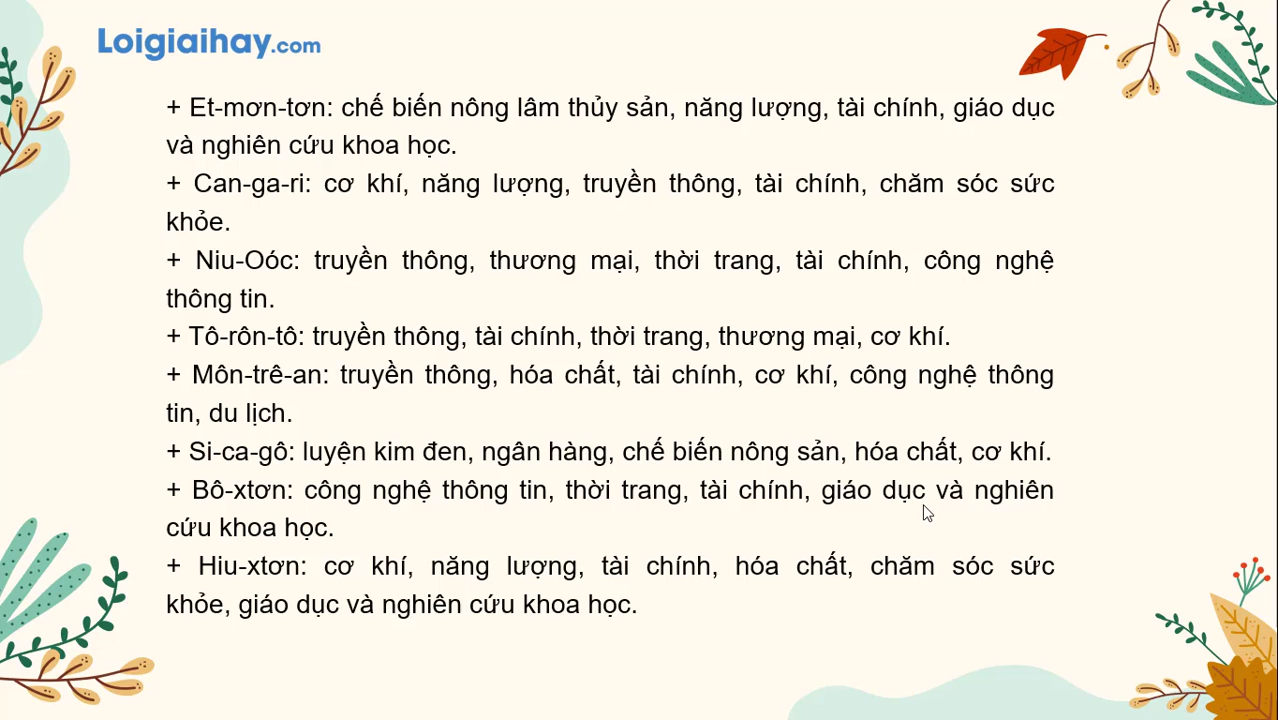 Loigiaihay.com
+ Et-mơn-tơn: chế biến nông lâm thủy sản, năng lượng, tài chính, giáo dục
và nghiên cứu khoa học.
+ Can-ga-ri: cơ khí, năng lượng, truyền thông, tài chính, chăm sóc sức
khỏe.
+ Niu-Oóc: truyền thông, thương mại, thời trang, tài chính, công nghệ
thông tin.
+ Tô-rôn-tô: truyền thông, tài chính, thời trang, thương mại, cơ khí.
+ Môn-trê-an: truyền thông, hóa chất, tài chính, cơ khí, công nghệ thông
tin, du lịch.
+ Si-ca-gô: luyện kim đen, ngân hàng, chế biến nông sản, hóa chất, cơ khí.
+ Bô-xtơn: công nghệ thông tin, thời trang, tài chính, giáo dục và nghiên
cứu khoa học.
+ Hiu-xtơn: cơ khí, năng lượng, tài chính, hóa chất, chăm sóc sức
khỏe, giáo dục và nghiên cứu khoa học.